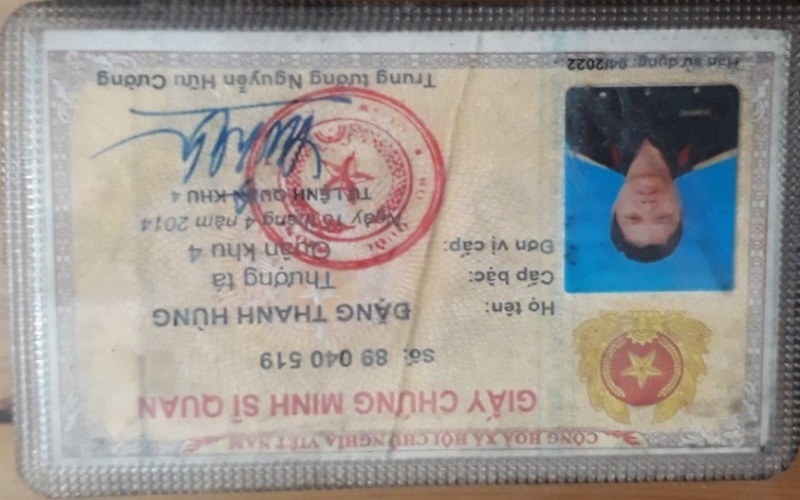 CỘNG HOÀ XÃ HỘI CHỦ NGHĨA VIỆT NAM
GIẤY CHỨNG MINH SĨ QUAN
Số: 89 040 519
Họ tên: ĐẶNG THANH HÙNG
Cấp bậc: Thượng tá
Đơn vị cấp: Quân khu 4
Ngày 16 tháng 4 năm 2014
TƯ LỆNH QUÂN KHU 4
Trung tướng Nguyễn Hữu Cường
Hạn sử dụng: 04/2022